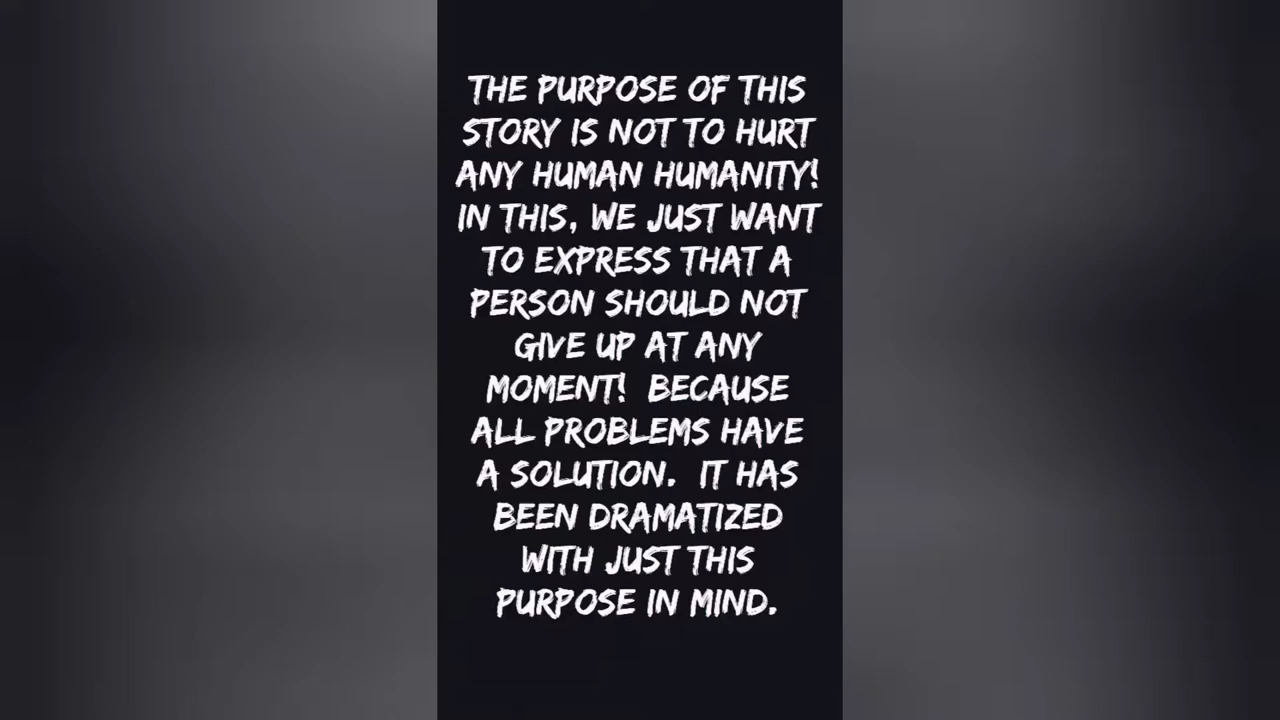 THE PURPOSE OF THIS
STORY IS NOT TO HURT
ANY HUMAN HUMANITY!
IN THIS, WE JUST WANT
TO EXPRESS THAT A
PERSON SHOULD NOT
GIVE UP AT ANY
MOMENT! BECAUSE
ALL PROBLEMS HAVE
A SOLUTION. IT HAS
BEEN DRAMATIZED
WITH JUST THIS
PURPOSE IN MIND.